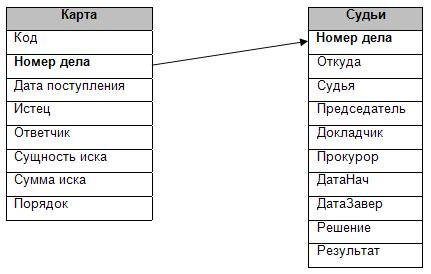 Карта
Код
Номер дела
Дата поступления
Истец
Ответчик
Сущность иска
Сумма иска
Порядок
Судьи
Номер дела
Откуда
Судья
Председатель
Докладчик
Прокурор
ДатаНач
ДатаЗавер
Решение
Результат